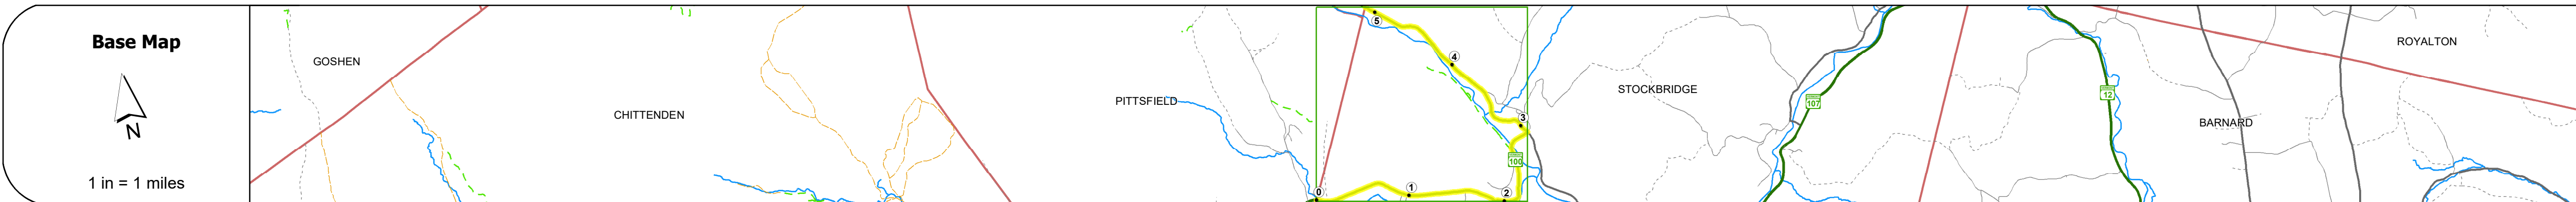 Base Map
N
1 in = 1 miles
GOSHEN
CHITTENDEN
PITTSFIELD
0
1
2
3
4
5
100
STOCKBRIDGE
107
12
BARNARD
ROYALTON